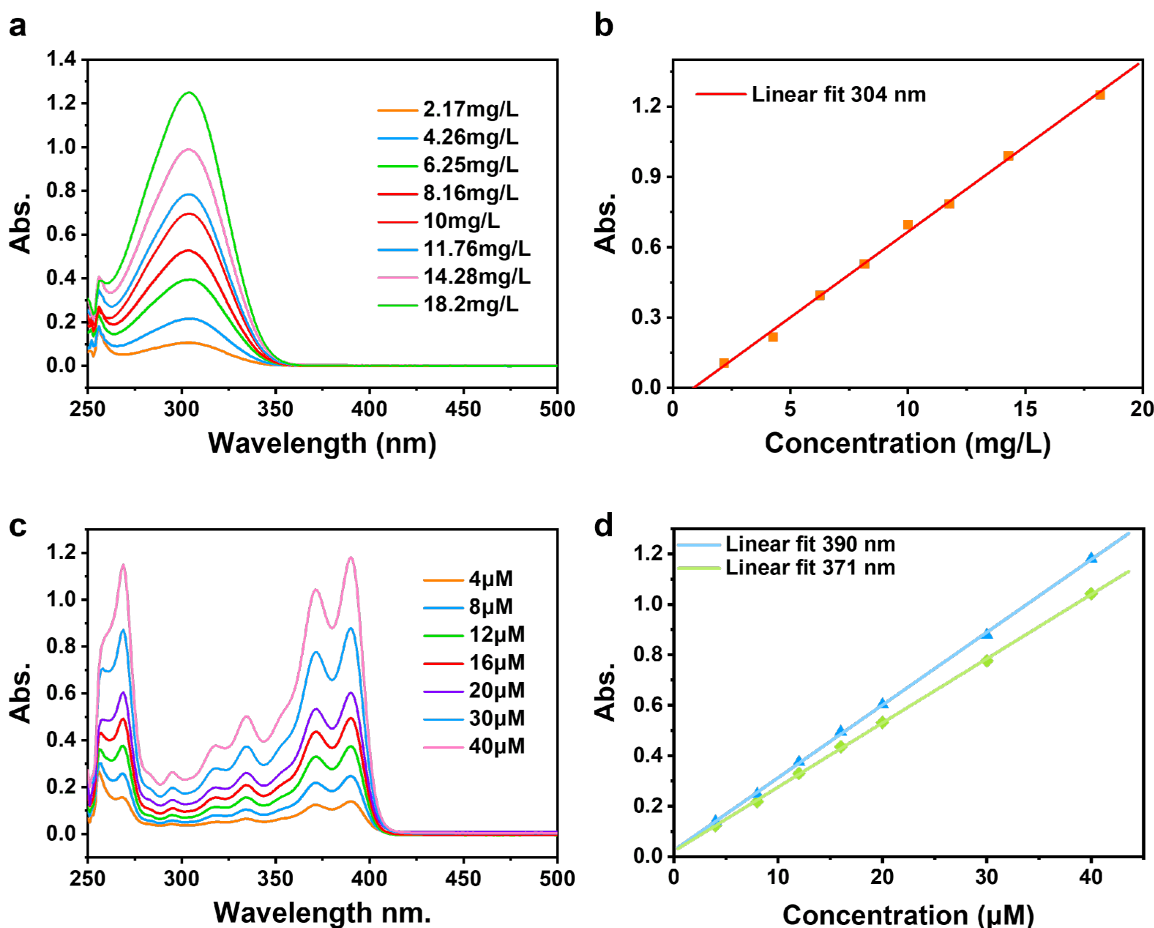 a
1.4
1.2
1.0
0.8
0.6
0.4
0.2
0.0
Abs.
2.17mg/L
4.26mg/L
6.25mg/L
8.16mg/L
10mg/L
11.76mg/L
14.28mg/L
18.2mg/L
250 300 350 400 450 500
Wavelength (nm)
b
1.2
0.9
0.6
0.3
0.0
Abs.
Linear fit 304 nm
0 5 10 15 20
Concentration (mg/L)
c
1.2
1.0
0.8
0.6
0.4
0.2
0.0
Abs.
4μM
8μM
12μM
16μM
20μM
30μM
40μM
250 300 350 400 450 500
Wavelength nm.
d
1.2
1.0
0.8
0.6
0.4
0.2
0.0
Abs.
Linear fit 390 nm
Linear fit 371 nm
0 10 20 30 40
Concentration (μM)